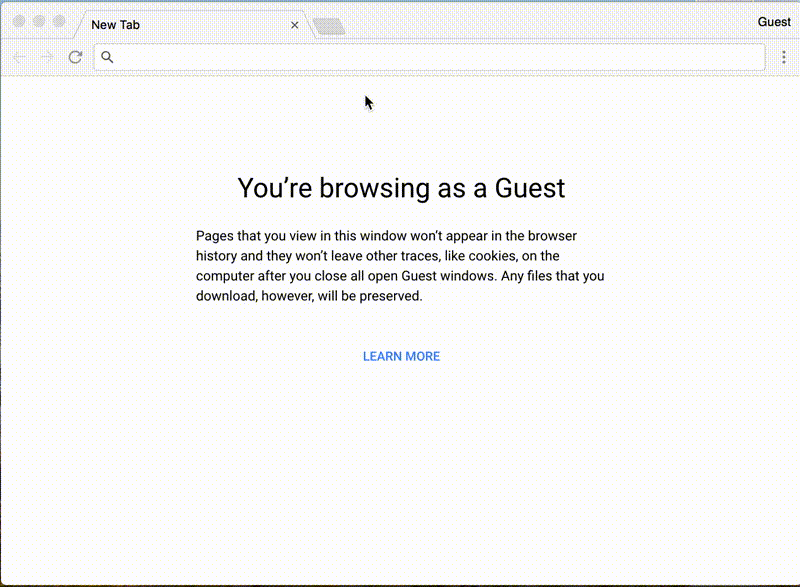 New Tab
Guest
You’re browsing as a Guest
Pages that you view in this window won’t appear in the browser
history and they won’t leave other traces, like cookies, on the
computer after you close all open Guest windows. Any files that you
download, however, will be preserved.
LEARN MORE